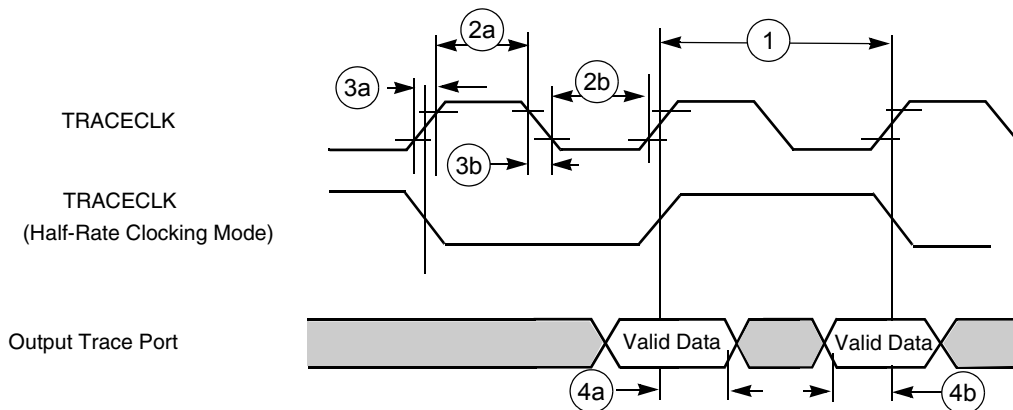 2a
1
3a
2b
TRACECLK
3b
TRACECLK
(Half-Rate Clocking Mode)
Output Trace Port
Valid Data
Valid Data
4a
4b